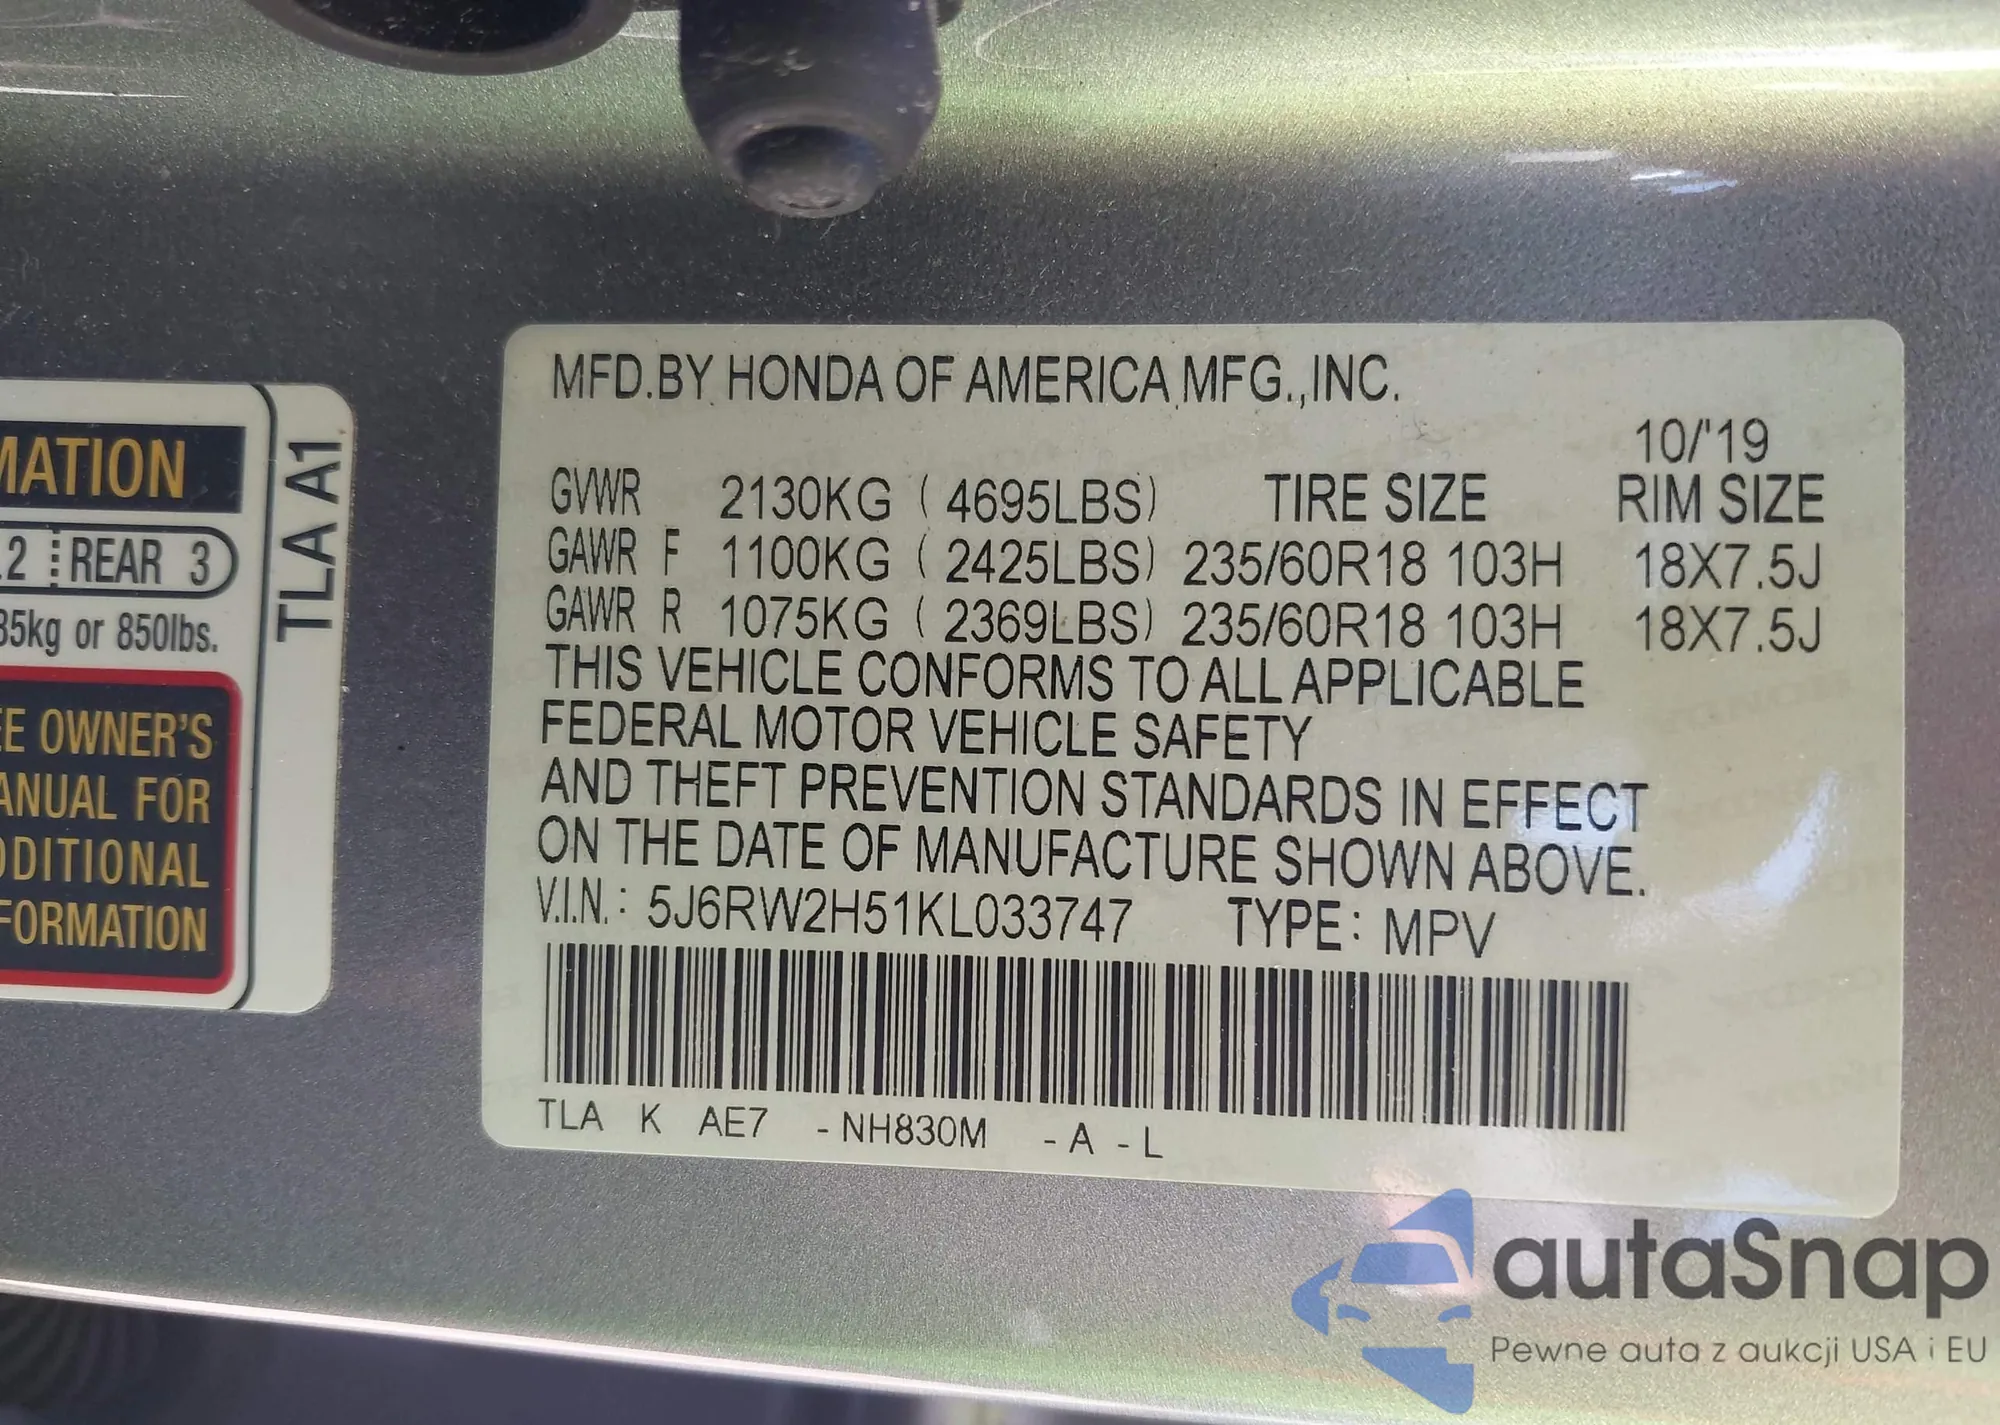 MATION
2 REAR 3
35kg or 850lbs.
EE OWNER'S
ANUAL FOR
DDITIONAL
FORMATION
TLA A1
MFD.BY HONDA OF AMERICA MFG.,INC.
10/'19
GVWR 2130KG (4695LBS) TIRE SIZE RIM SIZE
GAWR F 1100KG (2425LBS) 235/60R18 103H 18X7.5J
GAWR R 1075KG (2369LBS) 235/60R18 103H 18X7.5J
THIS VEHICLE CONFORMS TO ALL APPLICABLE
FEDERAL MOTOR VEHICLE SAFETY
AND THEFT PREVENTION STANDARDS IN EFFECT
ON THE DATE OF MANUFACTURE SHOWN ABOVE.
V.I.N.: 5J6RW2H51KL033747 TYPE: MPV
TLA K AE7 -NH830M -A -L
autaSnap
Pewne auta z aukcji USA i EU